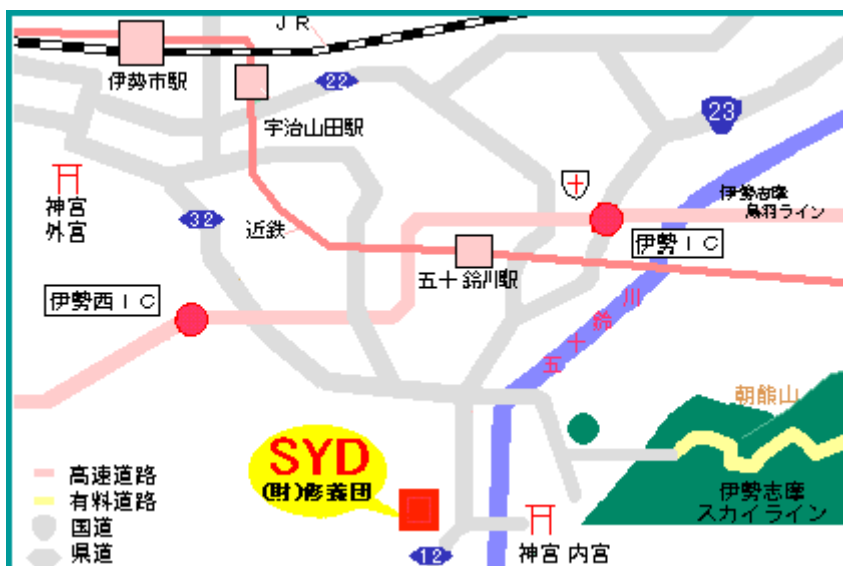 JR
伊勢市駅
22
23
宇治山田駅
神宮
外宮
32
近鉄
伊勢志摩
鳥羽ライン
伊勢IC
五十鈴川駅
伊勢西IC
五十鈴川
朝熊山
SYD
(財)修養団
高速道路
有料道路
国道
県道
伊勢志摩
スカイライン
12
神宮 内宮